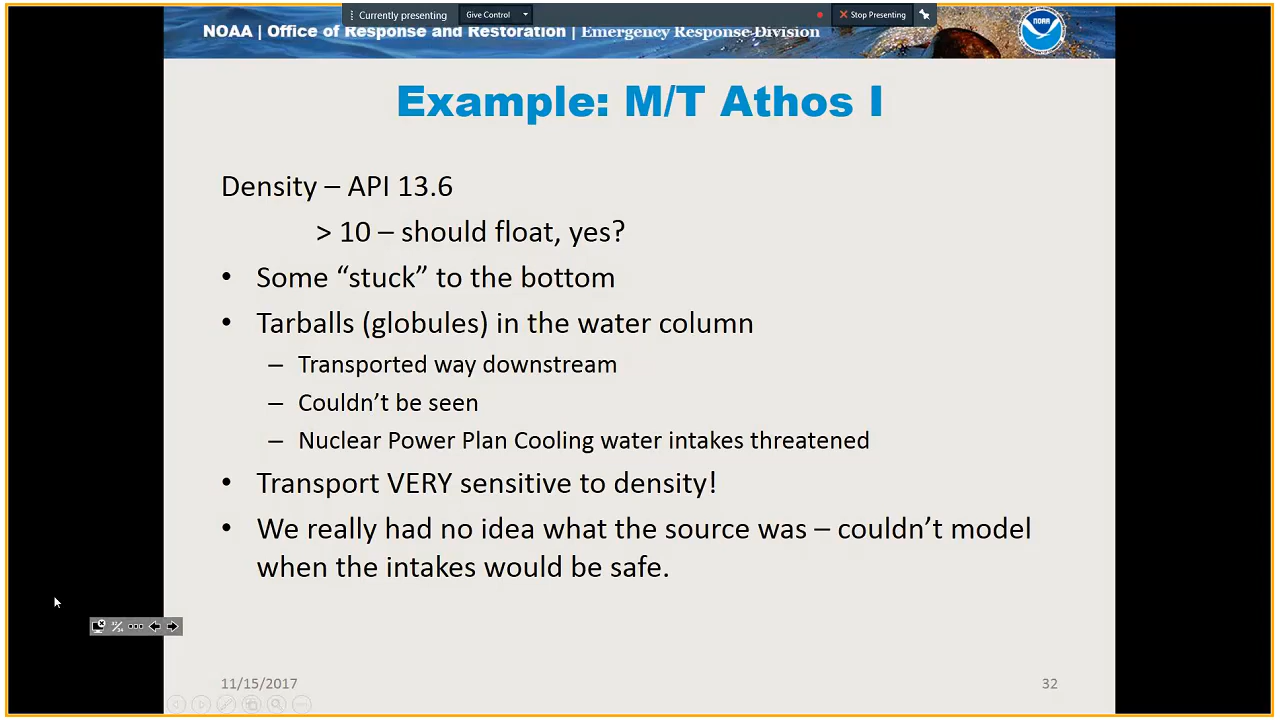 Currently presenting Give Control Stop Presenting
NOAA | Office of Response and Restoration | Emergency Response Division
NOAA
Example: M/T Athos I
Density – API 13.6
> 10 – should float, yes?
• Some “stuck” to the bottom
• Tarballs (globules) in the water column
– Transported way downstream
– Couldn’t be seen
– Nuclear Power Plan Cooling water intakes threatened
• Transport VERY sensitive to density!
• We really had no idea what the source was – couldn’t model
when the intakes would be safe.
11/15/2017 32